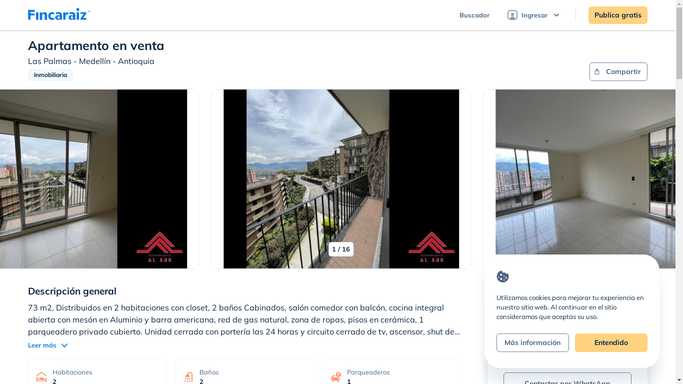 Fincaraiz
Buscador
Ingresar
Publica gratis
Apartamento en venta
Las Palmas - Medellín - Antioquia
Inmobiliaria
Compartir
AL SUR
1 / 16
AL SUR
Descripción general
73 m2, Distribuidos en 2 habitaciones con closet, 2 baños Cabinados, salón comedor con balcón, cocina integral
abierta con mesón en Aluminio y barra americana, red de gas natural, zona de ropas, pisos en cerámica, 1
parqueadero privado cubierto. Unidad cerrada con portería las 24 horas y circuito cerrado de tv, ascensor, shut de...
Leer más
Habitaciones
2
Baños
2
Parqueaderos
1
Utilizamos cookies para mejorar tu experiencia en
nuestro sitio web. Al continuar en el sitio
consideramos que aceptas su uso.
Más información
Entendido
Contactar por WhatsApp